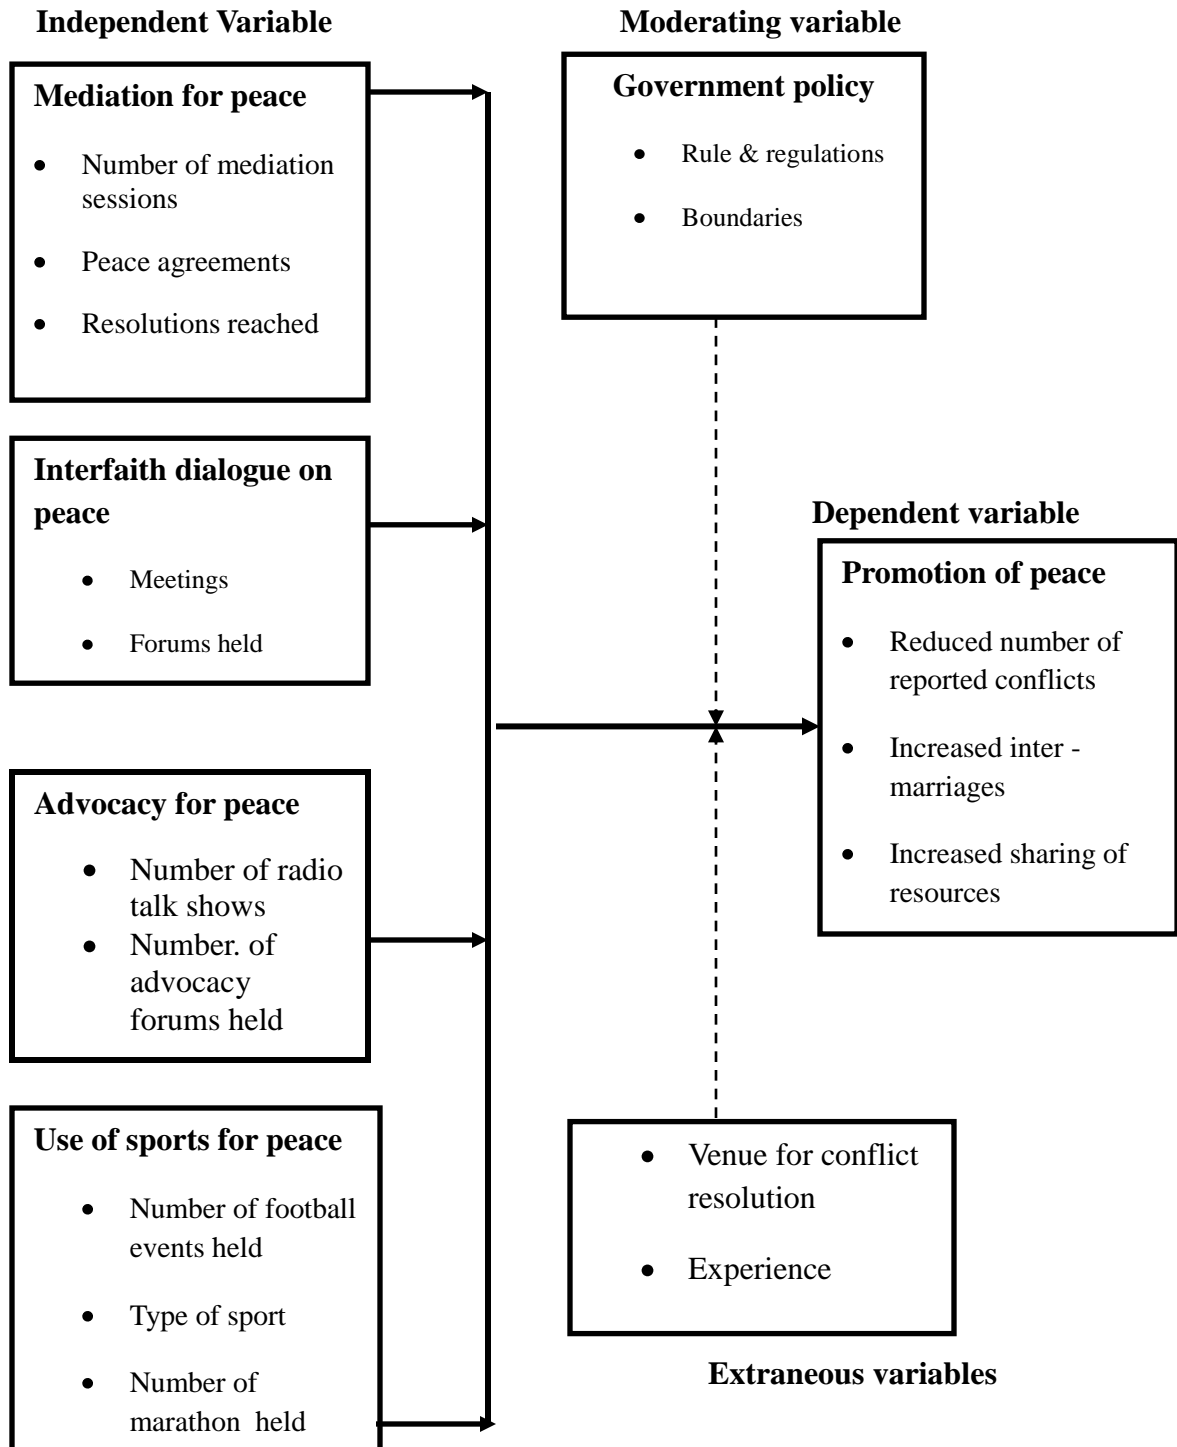 Independent Variable
Mediation for peace
• Number of mediation
sessions
• Peace agreements
• Resolutions reached
Interfaith dialogue on
peace
• Meetings
• Forums held
Advocacy for peace
• Number of radio
talk shows
• Number. of
advocacy
forums held
Use of sports for peace
• Number of football
events held
• Type of sport
• Number of
marathon held
Moderating variable
Government policy
• Rule & regulations
• Boundaries
Dependent variable
Promotion of peace
• Reduced number of
reported conflicts
• Increased inter -
marriages
• Increased sharing of
resources
• Venue for conflict
resolution
• Experience
Extraneous variables